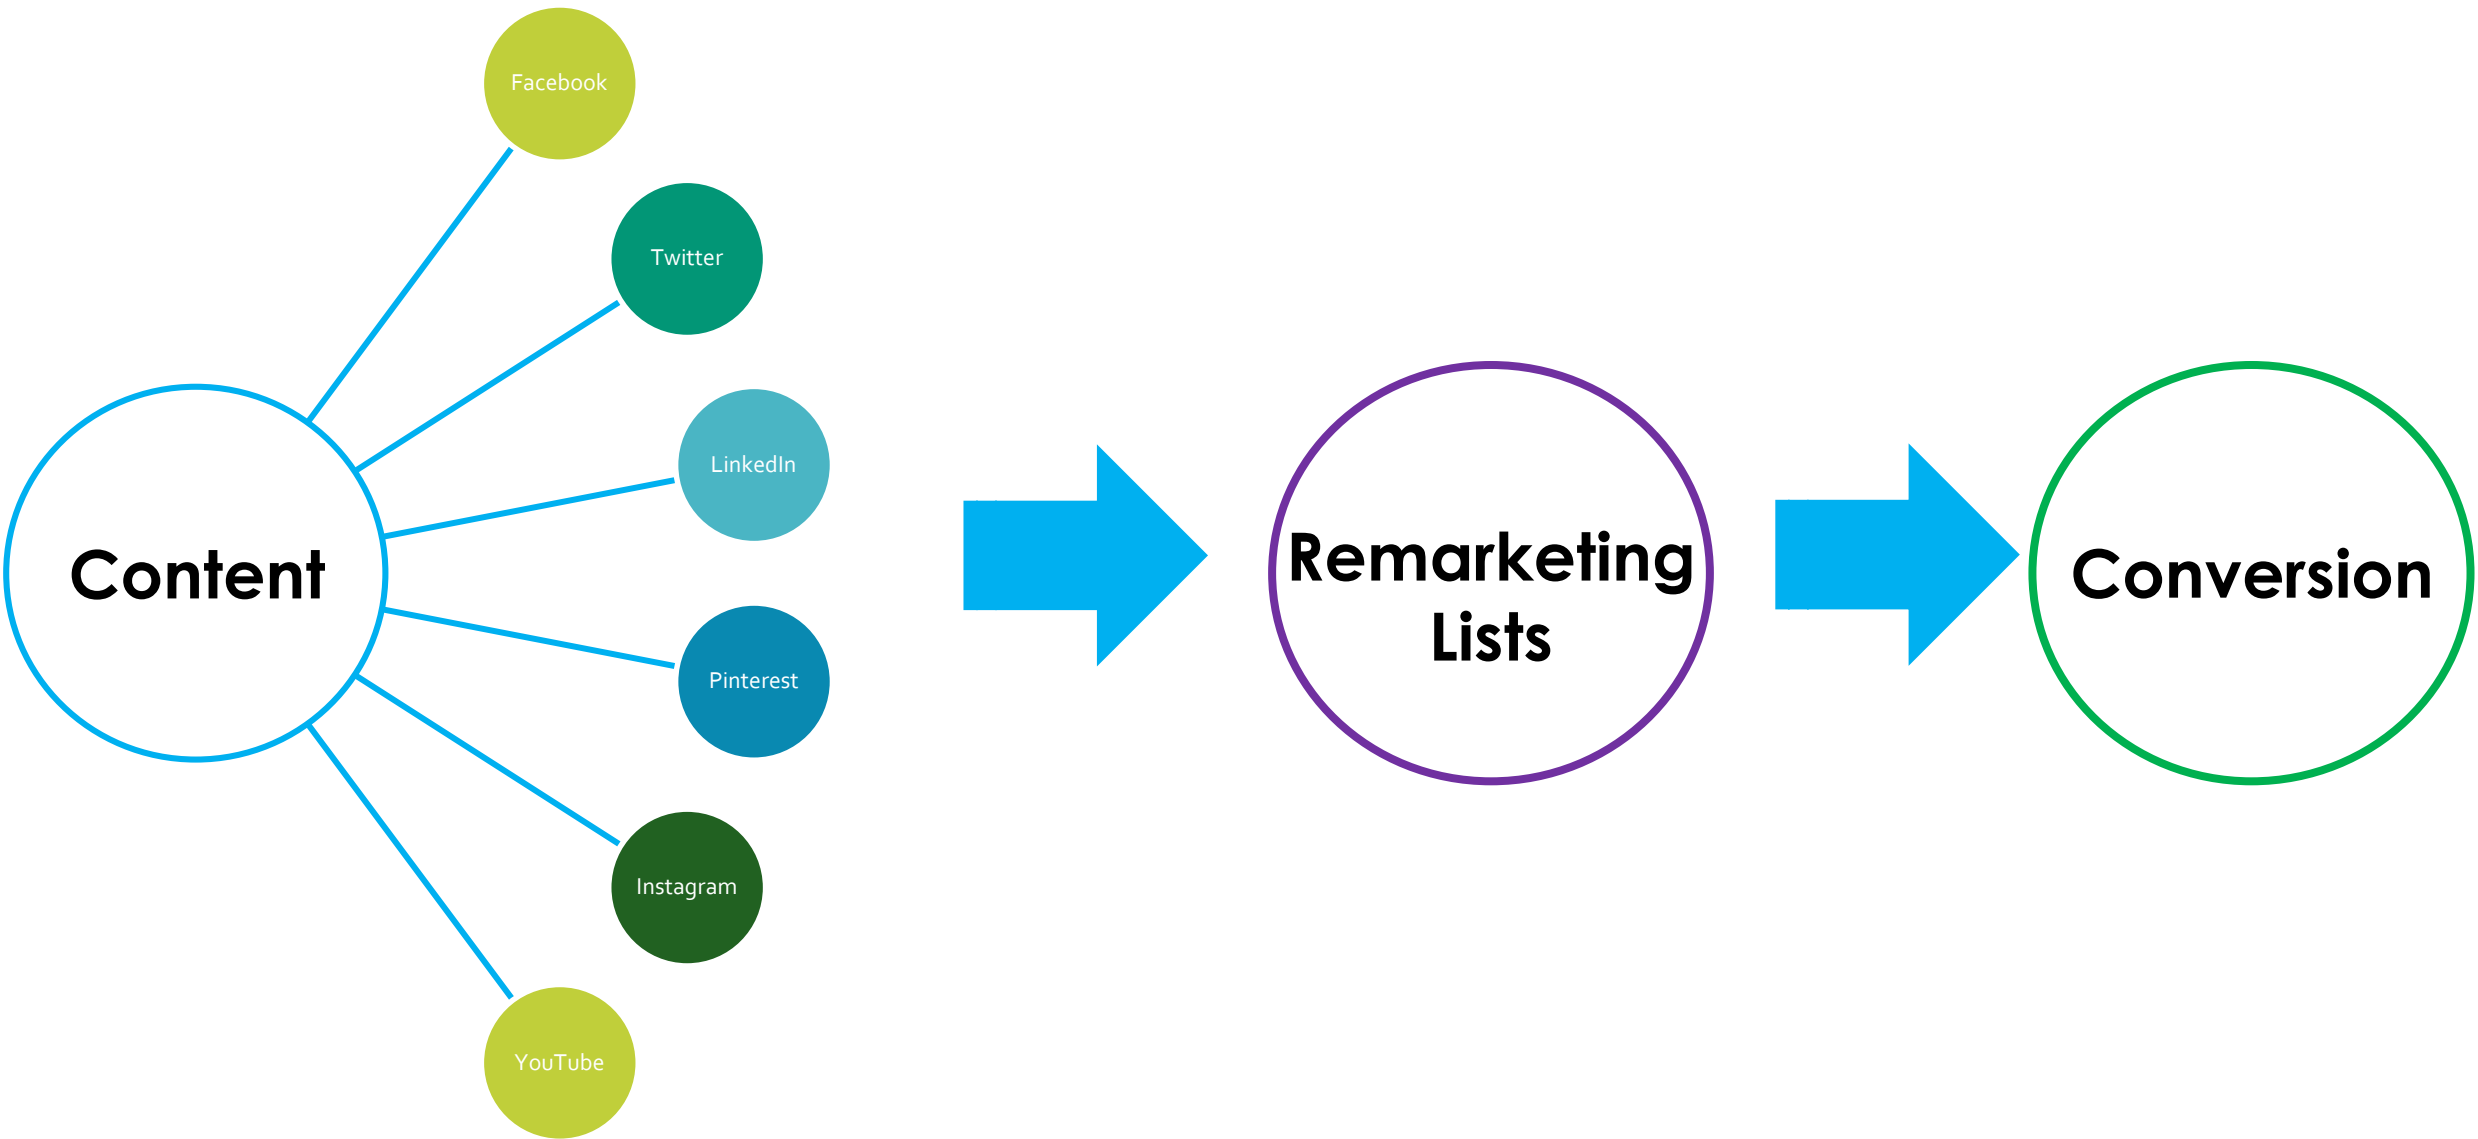 Facebook
Twitter
LinkedIn
Content
Pinterest
Instagram
YouTube
Remarketing
Lists
Conversion